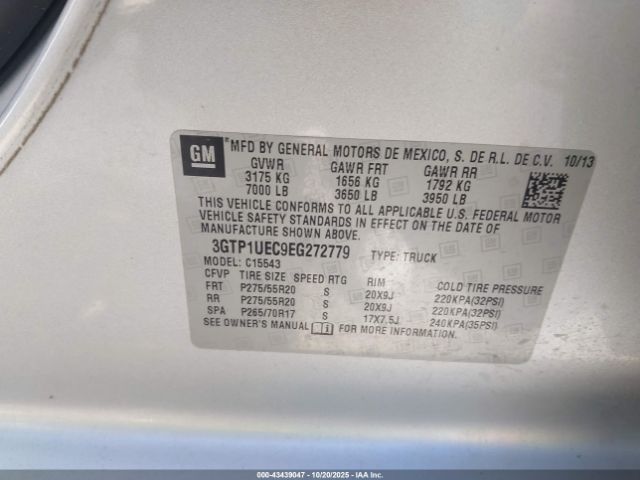 GM *MFD BY GENERAL MOTORS DE MEXICO, S. DE R.L. DE C.V. 10/13
GVWR GAWR FRT GAWR RR
3175 KG 1656 KG 1792 KG
7000 LB 3650 LB 3950 LB
THIS VEHICLE CONFORMS TO ALL APPLICABLE U.S. FEDERAL MOTOR
VEHICLE SAFETY STANDARDS IN EFFECT ON THE DATE OF
MANUFACTURE SHOWN ABOVE.
3GTP1UEC9EG272779 TYPE: TRUCK
MODEL: C15543
CFVP TIRE SIZE SPEED RTG RIM COLD TIRE PRESSURE
FRT P275/55R20 S 20X9J 220KPA(32PSI)
RR P275/55R20 S 20X9J 220KPA(32PSI)
SPA P265/70R17 S 17X7.5J 240KPA(35PSI)
SEE OWNER'S MANUAL i FOR MORE INFORMATION.
000-43439047 - 10/20/2025 - IAAI.COM